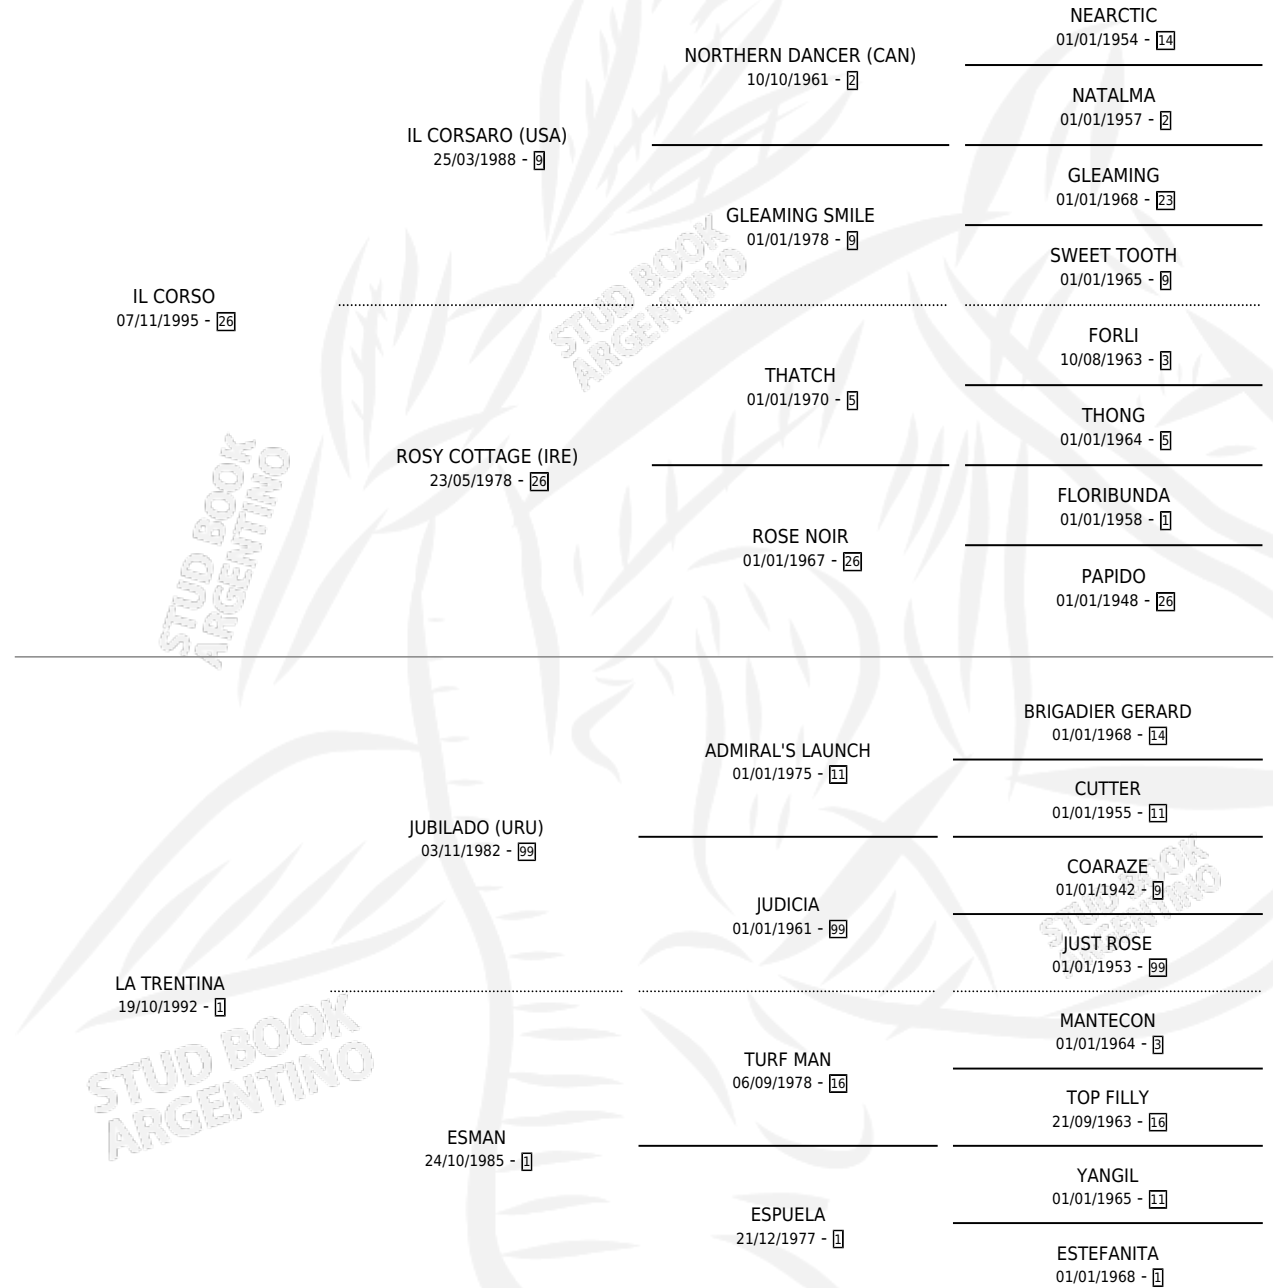 NEARCTIC
01/01/1954 - 14
NORTHERN DANCER (CAN)
10/10/1961 - 2
NATALMA
01/01/1957 - 2
IL CORSARO (USA)
25/03/1988 - 9
GLEAMING
01/01/1968 - 23
GLEAMING SMILE
01/01/1978 - 9
SWEET TOOTH
01/01/1965 - 9
IL CORSO
07/11/1995 - 26
STUD BOOK
ARGENTINO
FORLI
10/08/1963 - 3
THATCH
01/01/1970 - 5
THONG
01/01/1964 - 5
ROSY COTTAGE (IRE)
23/05/1978 - 26
FLORIBUNDA
01/01/1958 - 1
ROSE NOIR
01/01/1967 - 26
PAPIDO
01/01/1948 - 26
STUD BOOK
ARGENTINO
BRIGADIER GERARD
01/01/1968 - 14
ADMIRAL'S LAUNCH
01/01/1975 - 11
CUTTER
01/01/1955 - 11
JUBILADO (URU)
03/11/1982 - 99
COARAZE
01/01/1942 - 9
JUDICIA
01/01/1961 - 99
JUST ROSE
01/01/1953 - 99
STUD BOOK
ARGENTINO
LA TRENTINA
19/10/1992 - 1
MANTECON
01/01/1964 - 3
TURF MAN
06/09/1978 - 16
TOP FILLY
21/09/1963 - 16
STUD BOOK
ARGENTINO
ESMAN
24/10/1985 - 1
YANGIL
01/01/1965 - 11
ESPUELA
21/12/1977 - 1
ESTEFANITA
01/01/1968 - 1